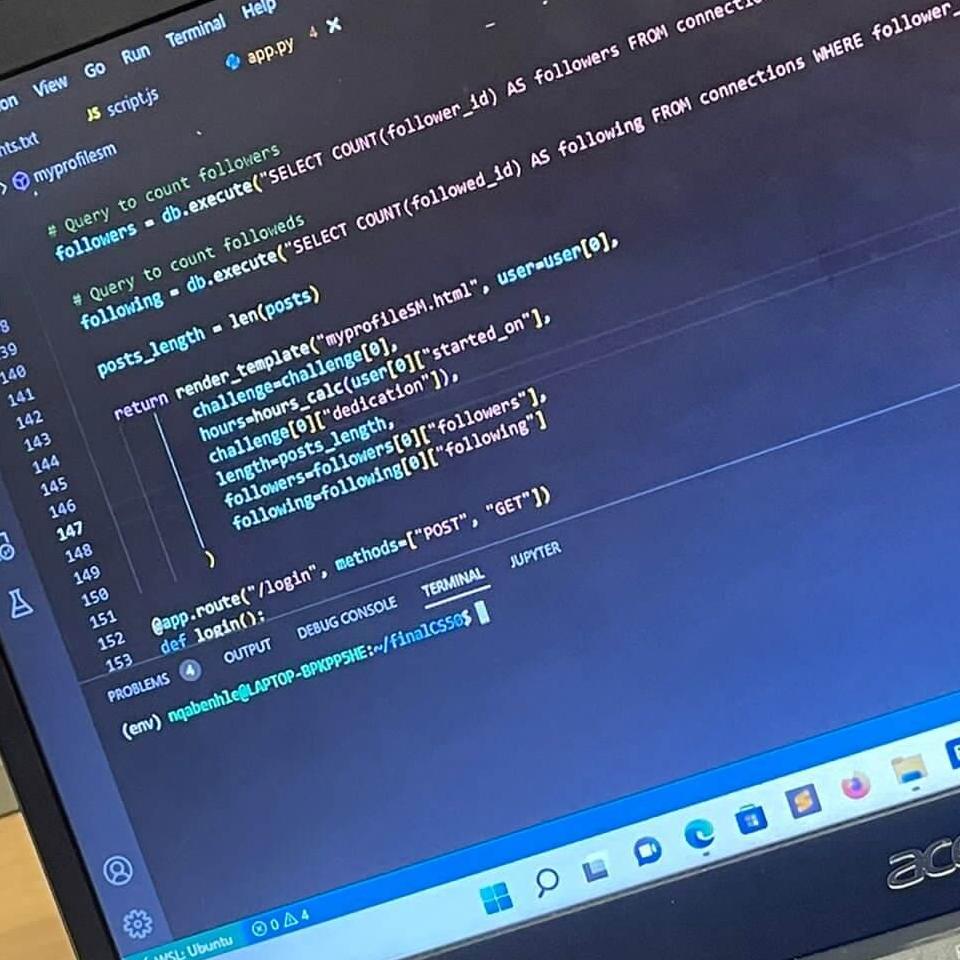 on View Go Run Terminal Help
nts.txt JS script.js app.py 4
myprofilesm
# Query to count followers
followers = db.execute("SELECT COUNT(follower_id) AS followers FROM
# Query to count followeds
following = db.execute("SELECT COUNT(followed_id) AS following FROM connections WHERE follower_
posts_length = len(posts)
return render_template("myprofileSM.html", user=user[0],
challenge=challenge[0],
hours=hours_calc(user[0]["started_on"],
challenge[0]["dedication"]),
length=posts_length,
followers=followers[0]["followers"],
following=following[0]["following"]
)
@app.route("/login", methods=["POST", "GET"])
def login():
8
39
140
141
142
143
144
145
146
147
148
149
150
151
152
153
PROBLEMS 4 OUTPUT DEBUG CONSOLE TERMINAL JUPYTER
(env) nqabenhle@LAPTOP-BPKPP5HE:~/finalCS50$
WSL: Ubuntu 0 4
ace